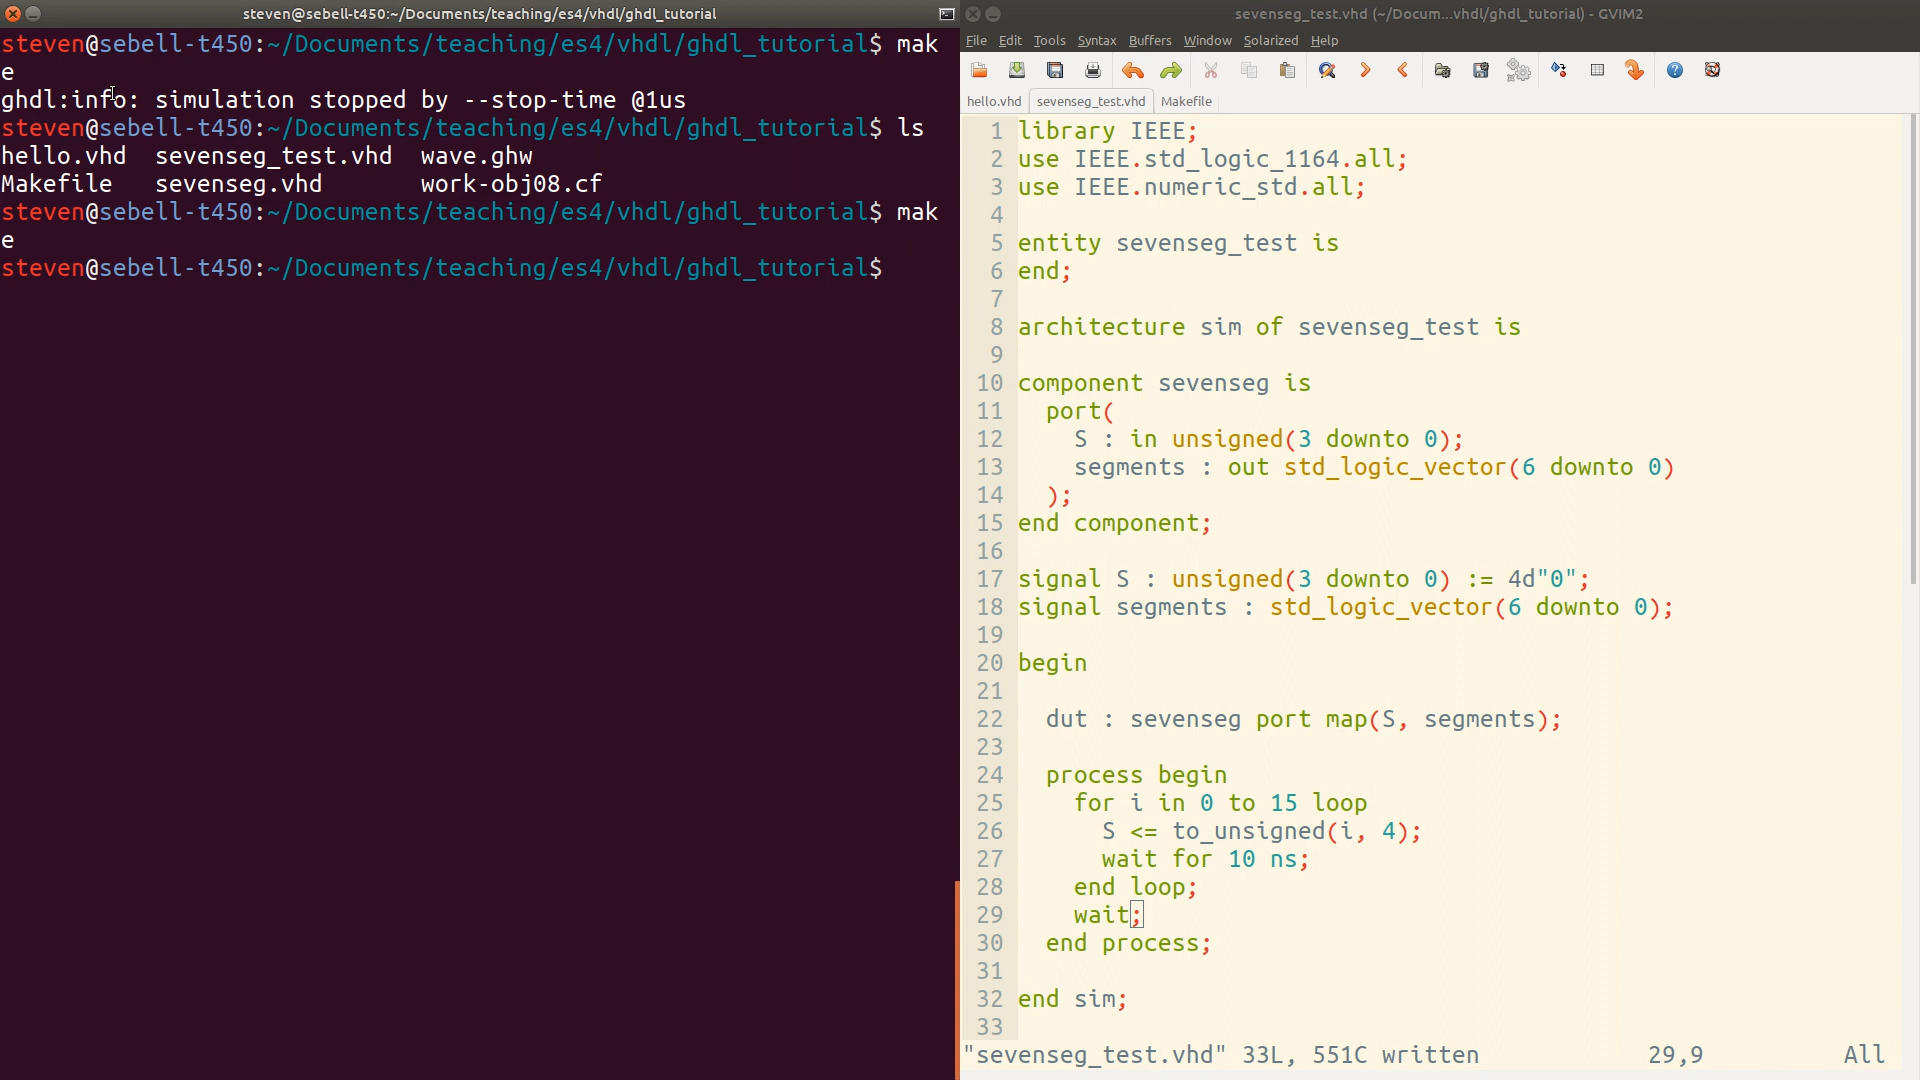 steven@sebell-t450:~/Documents/teaching/es4/vhdl/ghdl_tutorial
steven@sebell-t450:~/Documents/teaching/es4/vhdl/ghdl_tutorial$ mak
e
ghdl:info: simulation stopped by --stop-time @1us
steven@sebell-t450:~/Documents/teaching/es4/vhdl/ghdl_tutorial$ ls
hello.vhd  sevenseg_test.vhd  wave.ghw
Makefile   sevenseg.vhd       work-obj08.cf
steven@sebell-t450:~/Documents/teaching/es4/vhdl/ghdl_tutorial$ mak
e
steven@sebell-t450:~/Documents/teaching/es4/vhdl/ghdl_tutorial$
sevenseg_test.vhd (~/Docum...vhdl/ghdl_tutorial) - GVIM2
File Edit Tools Syntax Buffers Window Solarized Help
hello.vhd sevenseg_test.vhd Makefile
1 library IEEE;
2 use IEEE.std_logic_1164.all;
3 use IEEE.numeric_std.all;
4
5 entity sevenseg_test is
6 end;
7
8 architecture sim of sevenseg_test is
9
10 component sevenseg is
11   port(
12     S : in unsigned(3 downto 0);
13     segments : out std_logic_vector(6 downto 0)
14   );
15 end component;
16
17 signal S : unsigned(3 downto 0) := 4d"0";
18 signal segments : std_logic_vector(6 downto 0);
19
20 begin
21
22   dut : sevenseg port map(S, segments);
23
24   process begin
25     for i in 0 to 15 loop
26       S <= to_unsigned(i, 4);
27       wait for 10 ns;
28     end loop;
29     wait;
30   end process;
31
32 end sim;
33
"sevenseg_test.vhd" 33L, 551C written 29,9 All